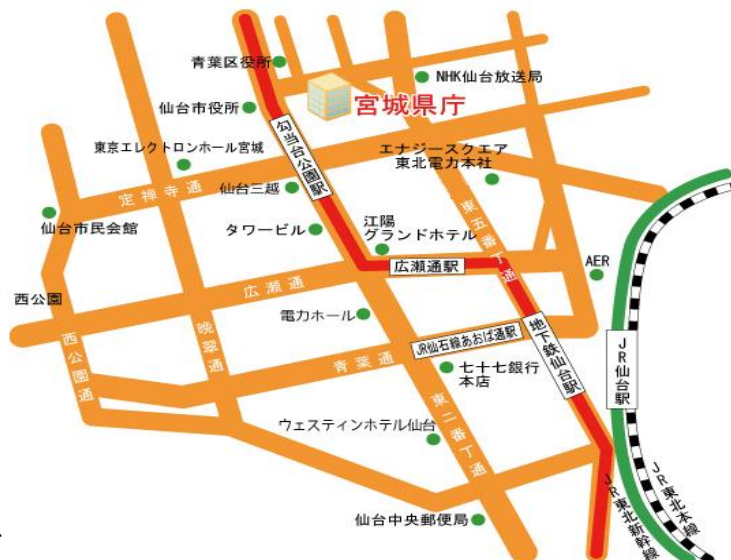 青葉区役所
NHK仙台放送局
宮城県庁
仙台市役所
勾当台公園駅
東京エレクトロンホール宮城
エナジースクエア
東北電力本社
定禅寺通
仙台三越
仙台市民会館
タワービル
江陽
グランドホテル
東五番丁通
広瀬通駅
AER
西公園
広瀬通
電力ホール
西公園通
晩翠通
JR仙石線あおば通駅
地下鉄仙台駅
JR仙台駅
青葉通
七十七銀行
本店
東二番丁通
ウェスティンホテル仙台
仙台中央郵便局
JR東北新幹線
JR東北本線